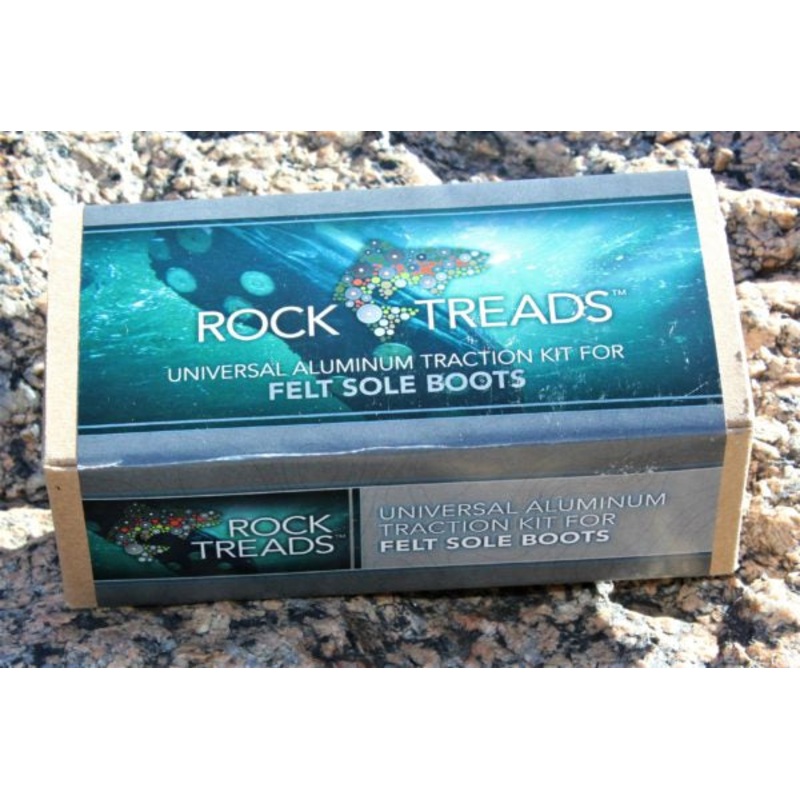 ROCK TREADS™
UNIVERSAL ALUMINUM TRACTION KIT FOR
FELT SOLE BOOTS
ROCK
TREADS™
UNIVERSAL ALUMINUM
TRACTION KIT FOR
FELT SOLE BOOTS